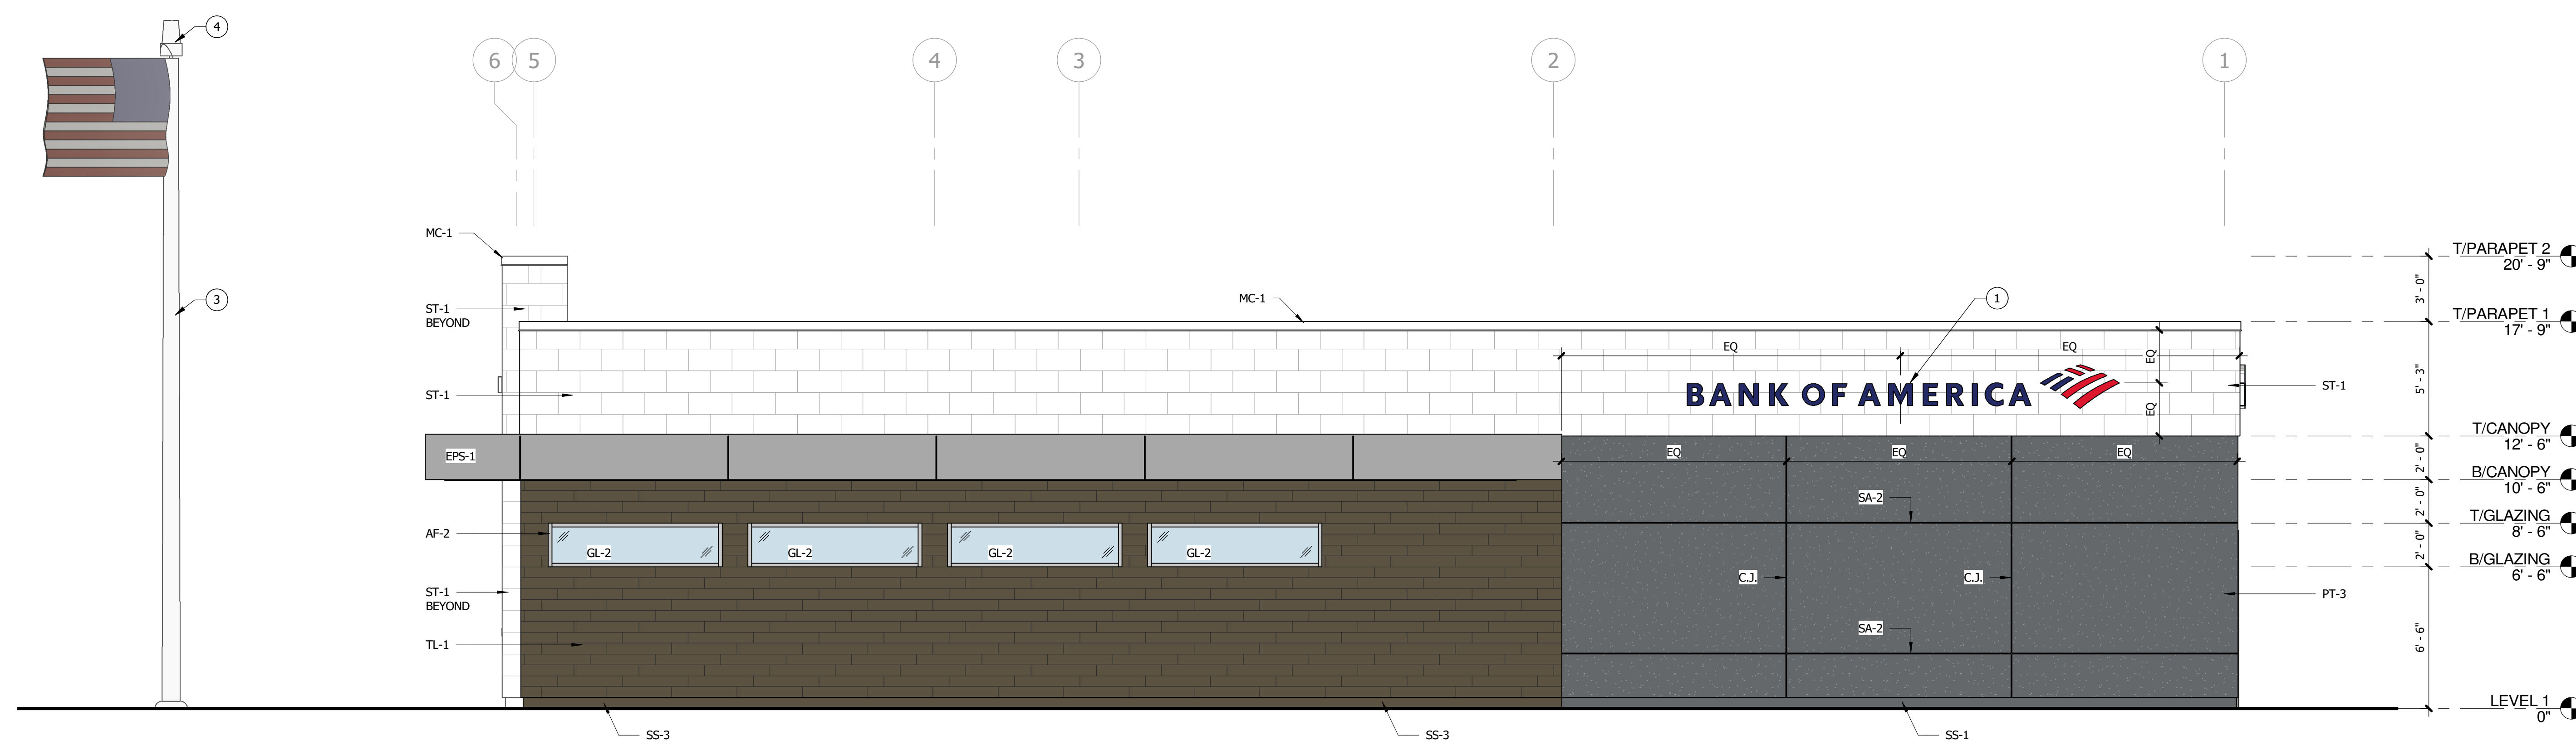 4
6
5
4
3
2
1
MC-1
T/PARAPET 2
20' - 9"
3' - 0"
3
MC-1
1
ST-1
BEYOND
T/PARAPET 1
17' - 9"
EQ
EQ
EQ
ST-1
BANK OF AMERICA
ST-1
5' - 3"
EQ
T/CANOPY
12' - 6"
EPS-1
EQ
EQ
EQ
2' - 0"
B/CANOPY
10' - 6"
SA-2
2' - 0"
T/GLAZING
8' - 6"
AF-2
GL-2
GL-2
GL-2
GL-2
2' - 0"
B/GLAZING
6' - 6"
C.J.
C.J.
ST-1
BEYOND
PT-3
SA-2
6' - 6"
TL-1
LEVEL 1
0"
SS-3
SS-3
SS-1